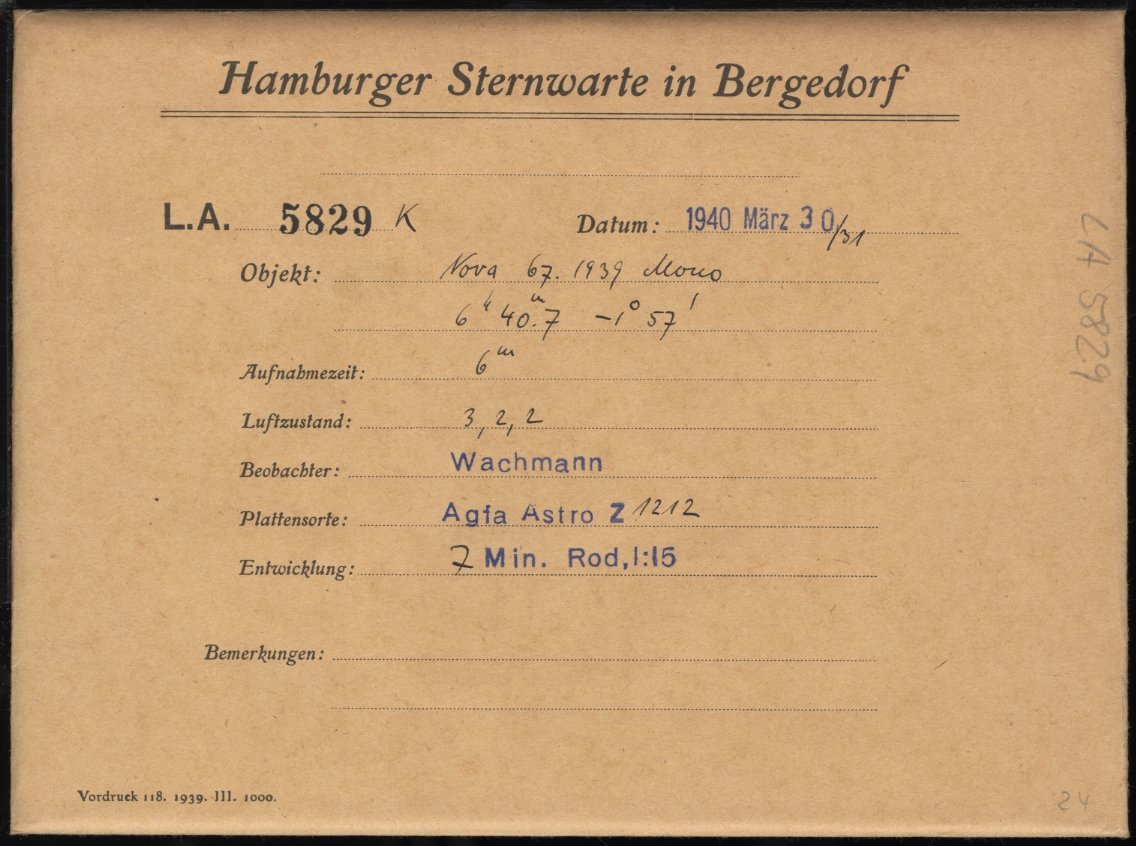 Hamburger Sternwarte in Bergedorf
L.A. 5829 K Datum: 1940 März 30/31
Objekt: Nova 67. 1939 Mono
6ʰ 40ᵐ.7 −1° 57'
Aufnahmezeit: 6ᵐ
Luftzustand: 3, 2, 2
Beobachter: Wachmann
Plattensorte: Agfa Astro Z 1212
Entwicklung: 7 Min. Rod, 1:15
Bemerkungen:
Vordruck 118. 1939. III. 1000.
LA 5829
24